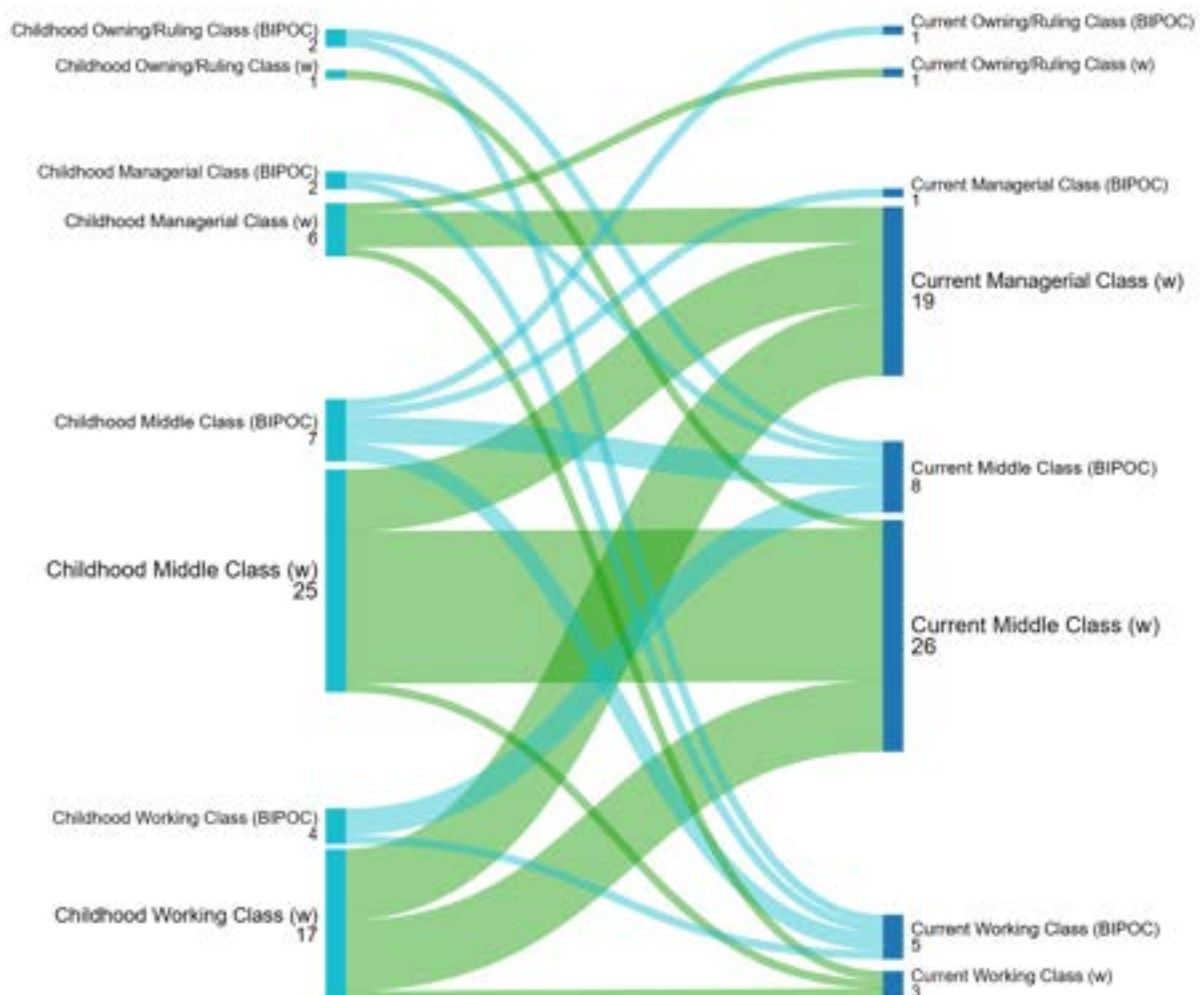 Childhood Owning/Ruling Class (BIPOC)
2
Childhood Owning/Ruling Class (w)
1
Childhood Managerial Class (BIPOC)
2
Childhood Managerial Class (w)
6
Childhood Middle Class (BIPOC)
7
Childhood Middle Class (w)
25
Childhood Working Class (BIPOC)
4
Childhood Working Class (w)
17
Current Owning/Ruling Class (BIPOC)
1
Current Owning/Ruling Class (w)
1
Current Managerial Class (BIPOC)
1
Current Managerial Class (w)
19
Current Middle Class (BIPOC)
8
Current Middle Class (w)
26
Current Working Class (BIPOC)
5
Current Working Class (w)
3